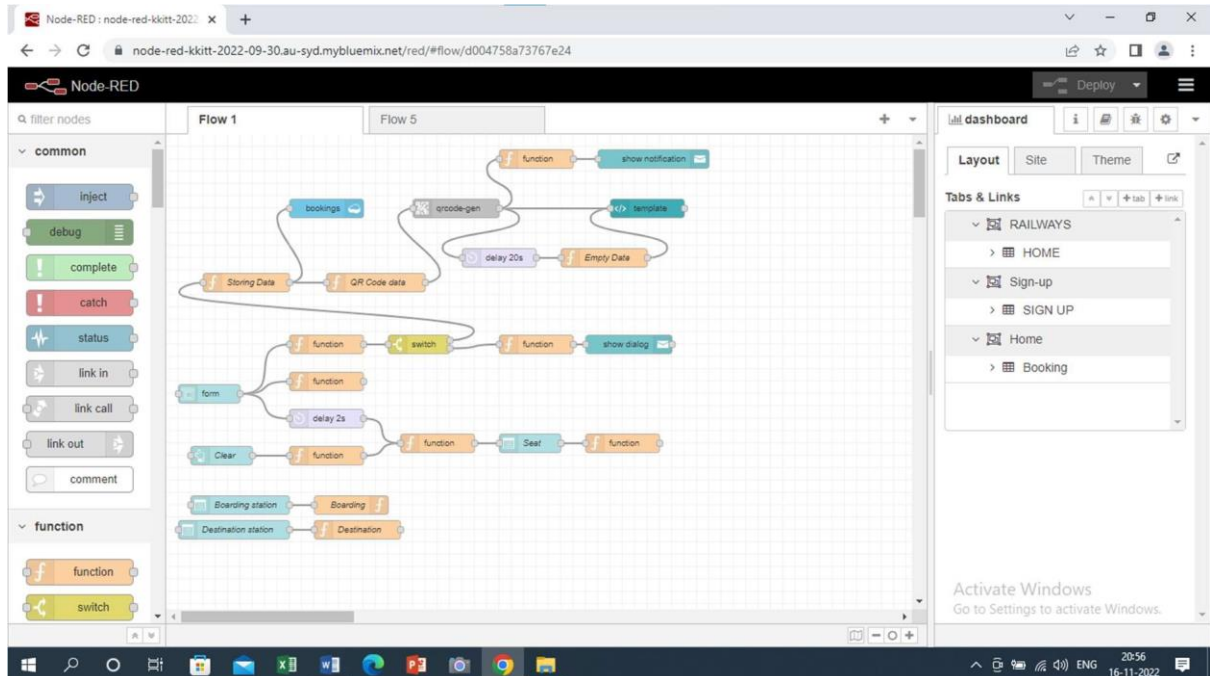 Node-RED : node-red-kkitt-2022
node-red-kkitt-2022-09-30.au-syd.mybluemix.net/red/#flow/d004758a73767e24
Node-RED
Deploy
filter nodes
common
inject
debug
complete
catch
status
link in
link call
link out
comment
function
function
switch
Flow 1
Flow 5
function
show notification
bookings
qrcode-gen
</> template
delay 20s
Empty Data
Storing Data
QR Code data
function
switch
function
show dialog
form
function
delay 2s
Clear
function
function
Seat
function
Boarding station
Boarding
Destination station
Destination
dashboard
Layout
Site
Theme
Tabs & Links
+ tab
+ link
RAILWAYS
HOME
Sign-up
SIGN UP
Home
Booking
Activate Windows
Go to Settings to activate Windows.
ENG
20:56
16-11-2022